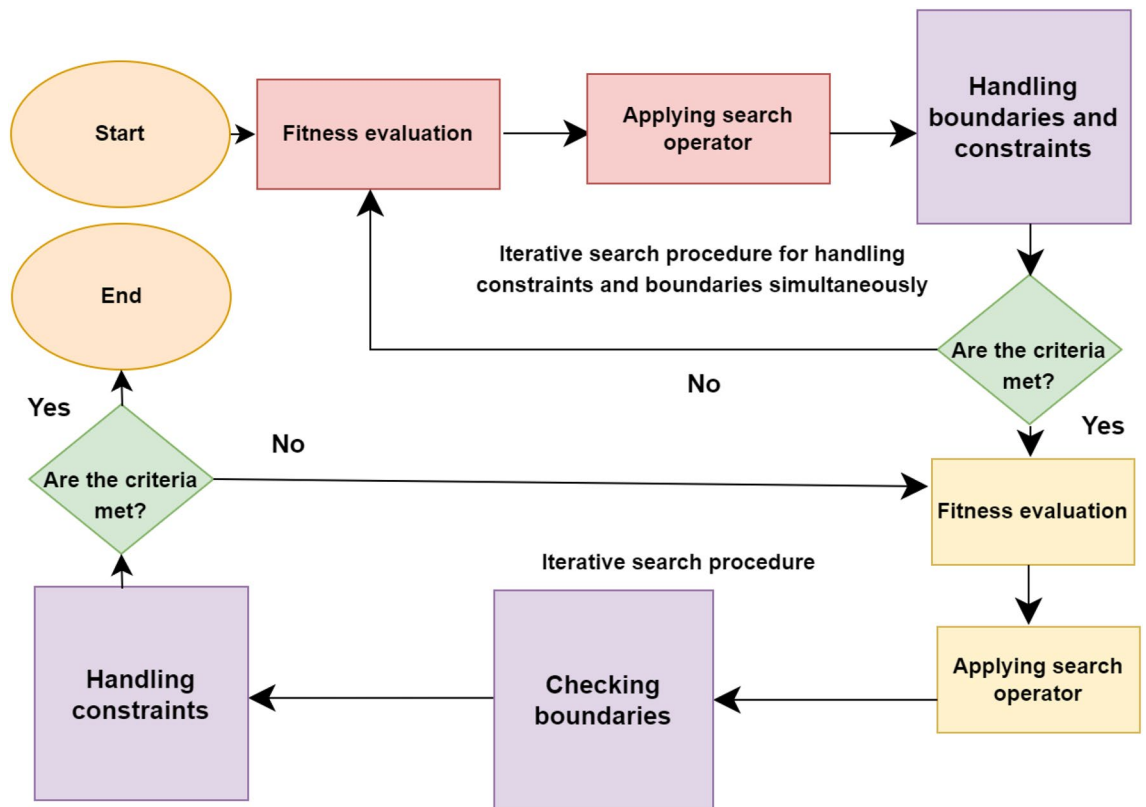 Start
Fitness evaluation
Applying search
operator
Handling
boundaries and
constraints
Iterative search procedure for handling
constraints and boundaries simultaneously
Are the criteria
met?
No
Yes
End
Yes
Are the criteria
met?
No
Fitness evaluation
Iterative search procedure
Applying search
operator
Checking
boundaries
Handling
constraints